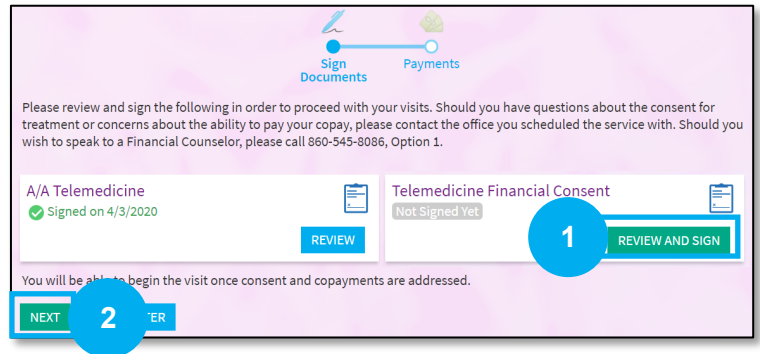 Sign
Documents
Payments
Please review and sign the following in order to proceed with your visits. Should you have questions about the consent for
treatment or concerns about the ability to pay your copay, please contact the office you scheduled the service with. Should you
wish to speak to a Financial Counselor, please call 860-545-8086, Option 1.
A/A Telemedicine
Signed on 4/3/2020
REVIEW
Telemedicine Financial Consent
Not Signed Yet
1
REVIEW AND SIGN
You will be able to begin the visit once consent and copayments are addressed.
NEXT
2